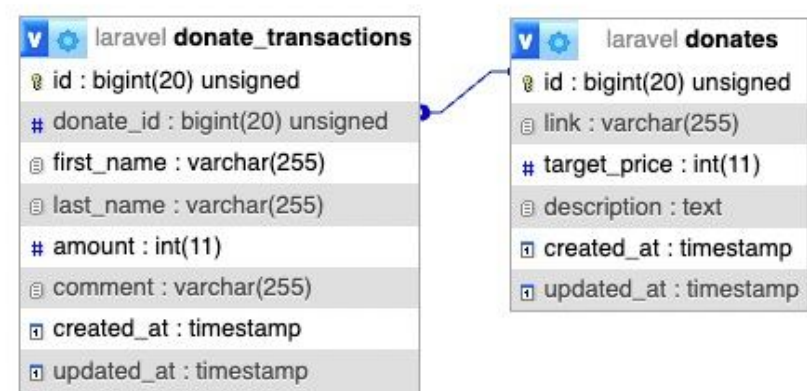 V laravel donate_transactions
id : bigint(20) unsigned
# donate_id : bigint(20) unsigned
first_name : varchar(255)
last_name : varchar(255)
# amount : int(11)
comment : varchar(255)
created_at : timestamp
updated_at : timestamp
V laravel donates
id : bigint(20) unsigned
link : varchar(255)
# target_price : int(11)
description : text
created_at : timestamp
updated_at : timestamp